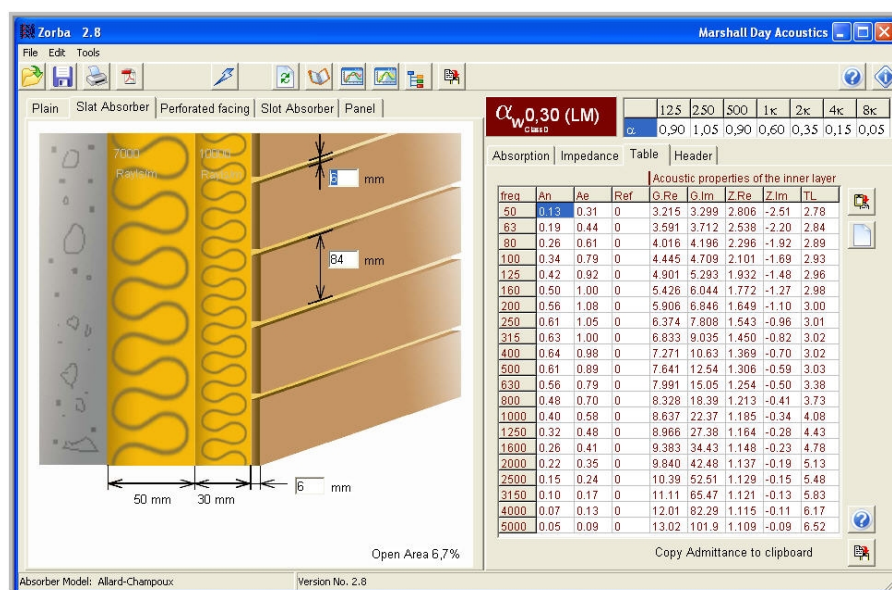 Zorba 2.8 Marshall Day Acoustics
File Edit Tools
Plain Slat Absorber Perforated facing Slot Absorber Panel
7000
Rayls/m
Rayls/m
6 mm
84 mm
6 mm
50 mm 30 mm
Open Area 6,7%
αw0,30 (LM)
Class D
125 250 500 1K 2K 4K 8K
α 0,90 1,05 0,90 0,60 0,35 0,15 0,05
Absorption Impedance Table Header
Acoustic properties of the inner layer
freq An Ae Ref G.Re G.Im Z.Re Z.Im TL
50 0.13 0.31 0 3.215 3.299 2.806 -2.51 2.78
63 0.19 0.44 0 3.591 3.712 2.538 -2.20 2.84
80 0.26 0.61 0 4.016 4.196 2.296 -1.92 2.89
100 0.34 0.79 0 4.445 4.709 2.101 -1.69 2.93
125 0.42 0.92 0 4.901 5.293 1.932 -1.48 2.96
160 0.50 1.00 0 5.426 6.044 1.772 -1.27 2.98
200 0.56 1.08 0 5.906 6.846 1.649 -1.10 3.00
250 0.61 1.05 0 6.374 7.808 1.543 -0.96 3.01
315 0.63 1.00 0 6.833 9.035 1.450 -0.82 3.02
400 0.64 0.98 0 7.271 10.63 1.369 -0.70 3.02
500 0.61 0.89 0 7.641 12.54 1.306 -0.59 3.03
630 0.56 0.79 0 7.991 15.05 1.254 -0.50 3.38
800 0.48 0.70 0 8.328 18.39 1.213 -0.41 3.73
1000 0.40 0.58 0 8.637 22.37 1.185 -0.34 4.08
1250 0.32 0.48 0 8.966 27.38 1.164 -0.28 4.43
1600 0.26 0.41 0 9.383 34.43 1.148 -0.23 4.78
2000 0.22 0.35 0 9.840 42.48 1.137 -0.19 5.13
2500 0.15 0.24 0 10.39 52.51 1.129 -0.15 5.48
3150 0.10 0.17 0 11.11 65.47 1.121 -0.13 5.83
4000 0.07 0.13 0 12.01 82.29 1.115 -0.11 6.17
5000 0.05 0.09 0 13.02 101.9 1.109 -0.09 6.52
Copy Admittance to clipboard
Absorber Model: Allard-Champoux Version No. 2.8